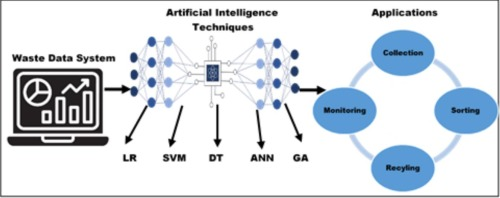 Artificial Intelligence
Techniques
Applications
Waste Data System
Collection
Monitoring
Sorting
Recyling
LR SVM DT ANN GA